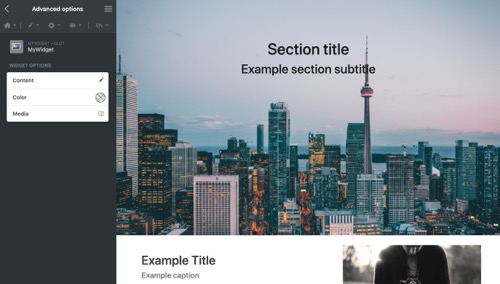 Advanced options
EN
MYWIDGET - SLOT
MyWidget
WIDGET OPTIONS
Content
Color
Media
Section title
Example section subtitle
Example Title
Example caption